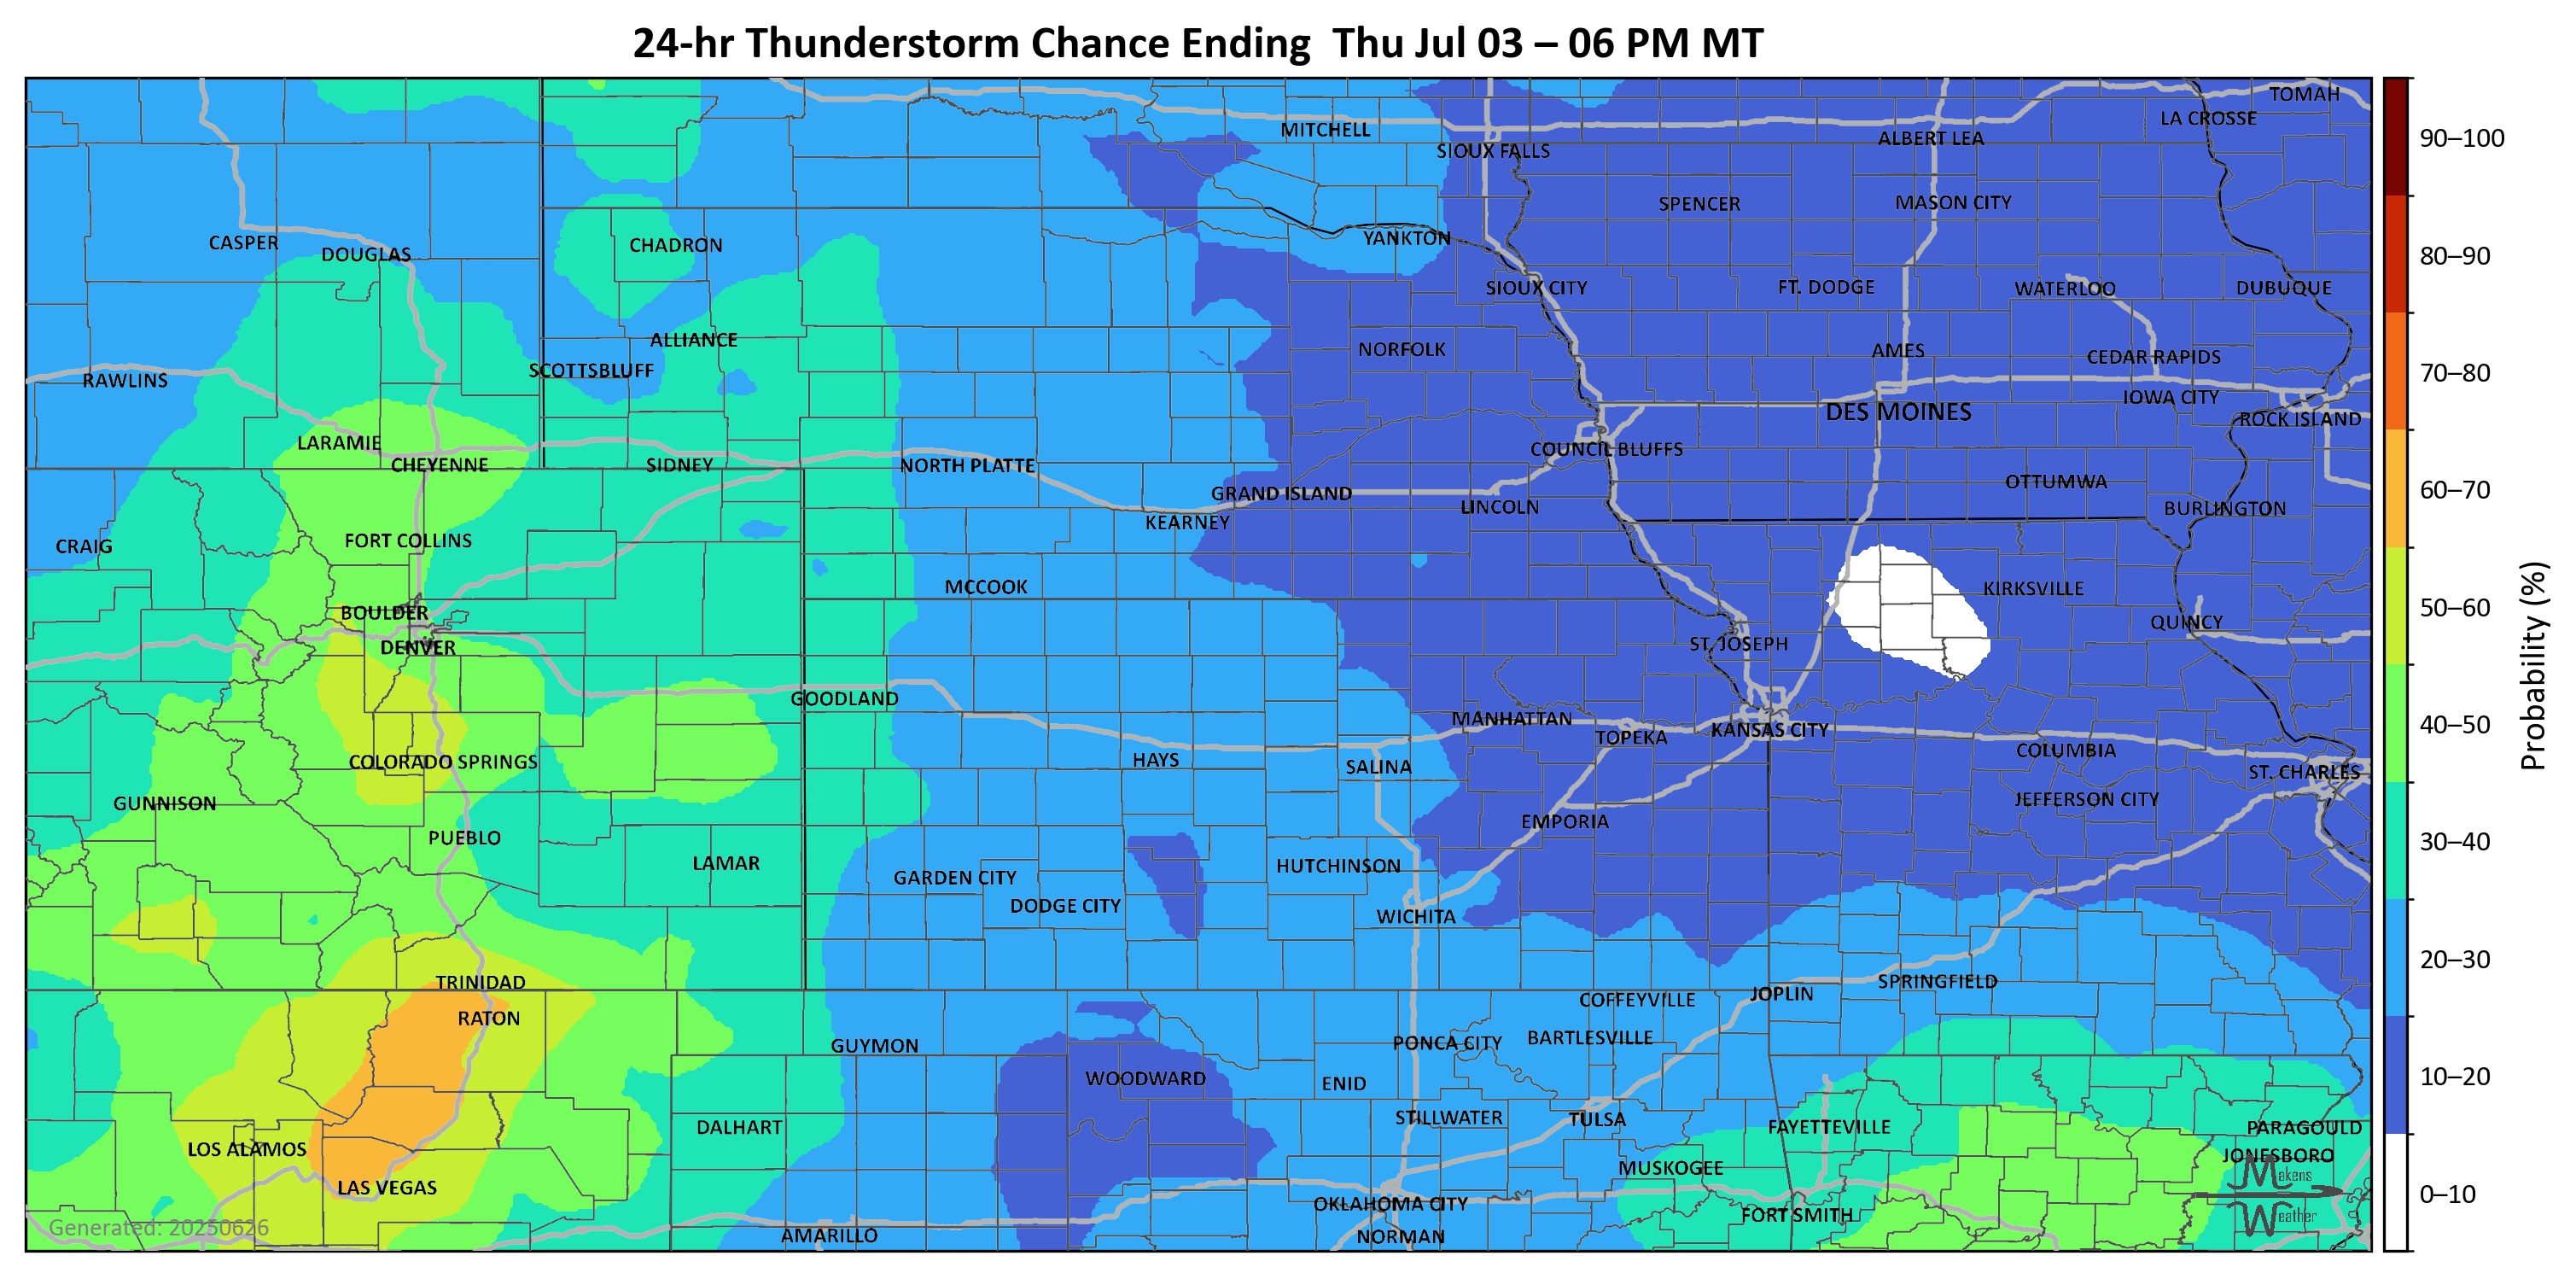 24-hr Thunderstorm Chance Ending  Thu Jul 03 – 06 PM MT
TOMAH
LA CROSSE
MITCHELL
ALBERT LEA
90–100
SIOUX FALLS
SPENCER
MASON CITY
CASPER
DOUGLAS
CHADRON
YANKTON
80–90
SIOUX CITY
FT. DODGE
WATERLOO
DUBUQUE
ALLIANCE
NORFOLK
AMES
CEDAR RAPIDS
RAWLINS
SCOTTSBLUFF
70–80
IOWA CITY
DES MOINES
ROCK ISLAND
LARAMIE
COUNCIL BLUFFS
CHEYENNE
SIDNEY
NORTH PLATTE
GRAND ISLAND
LINCOLN
OTTUMWA
60–70
BURLINGTON
KEARNEY
CRAIG
FORT COLLINS
MCCOOK
KIRKSVILLE
BOULDER
QUINCY
50–60
DENVER
ST. JOSEPH
Probability (%)
GOODLAND
MANHATTAN
TOPEKA
KANSAS CITY
40–50
COLUMBIA
COLORADO SPRINGS
HAYS
SALINA
ST. CHARLES
GUNNISON
JEFFERSON CITY
PUEBLO
EMPORIA
30–40
LAMAR
GARDEN CITY
HUTCHINSON
DODGE CITY
WICHITA
TRINIDAD
SPRINGFIELD
20–30
RATON
COFFEYVILLE
JOPLIN
GUYMON
PONCA CITY
BARTLESVILLE
WOODWARD
ENID
10–20
DALHART
STILLWATER
TULSA
FAYETTEVILLE
PARAGOULD
LOS ALAMOS
MUSKOGEE
JONESBORO
Makens
LAS VEGAS
OKLAHOMA CITY
0–10
Generated: 20250626
FORT SMITH
Weather
AMARILLO
NORMAN